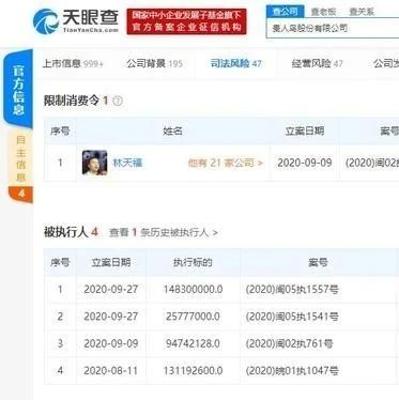 天眼查
TianYanCha.com
国家中小企业发展子基金旗下
官方备案企业征信机构
查公司 查老板 查关系
贵人鸟股份有限公司
上市信息 999+ 公司背景 195 司法风险 47 经营风险 47 公司发
官方信息
自主信息
4
限制消费令 1
序号 姓名 立案日期 案号
1 林天福 他有 21 家公司 > 2020-09-09 (2020)闽02
被执行人 4 查看 1 条历史被执行人 >
序号 立案日期 执行标的 案号
1 2020-09-27 148300000.0 (2020)闽05执1557号
2 2020-09-27 25777000.0 (2020)闽05执1541号
3 2020-09-09 94742128.0 (2020)闽02执761号
4 2020-08-11 131192600.0 (2020)皖01执1047号